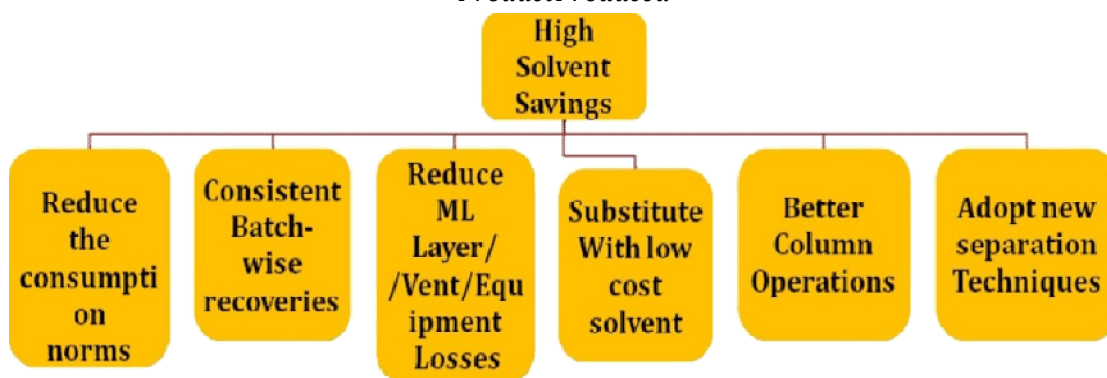 High
Solvent
Savings
Reduce
the
consumpti
on
norms
Consistent
Batch-
wise
recoveries
Reduce
ML
Layer/
/Vent/Equ
ipment
Losses
Substitute
With low
cost
solvent
Better
Column
Operations
Adopt new
separation
Techniques